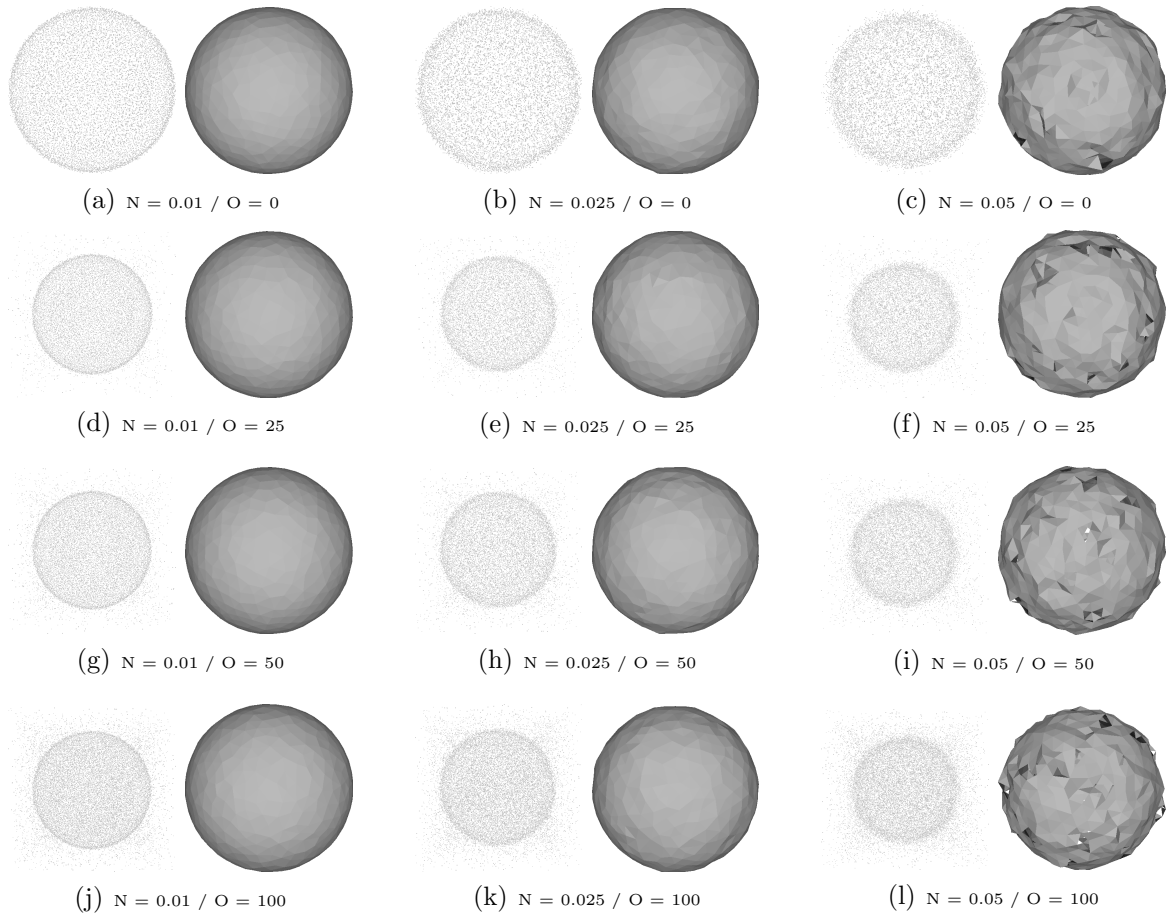 (a) N = 0.01 / O = 0
(b) N = 0.025 / O = 0
(c) N = 0.05 / O = 0
(d) N = 0.01 / O = 25
(e) N = 0.025 / O = 25
(f) N = 0.05 / O = 25
(g) N = 0.01 / O = 50
(h) N = 0.025 / O = 50
(i) N = 0.05 / O = 50
(j) N = 0.01 / O = 100
(k) N = 0.025 / O = 100
(l) N = 0.05 / O = 100